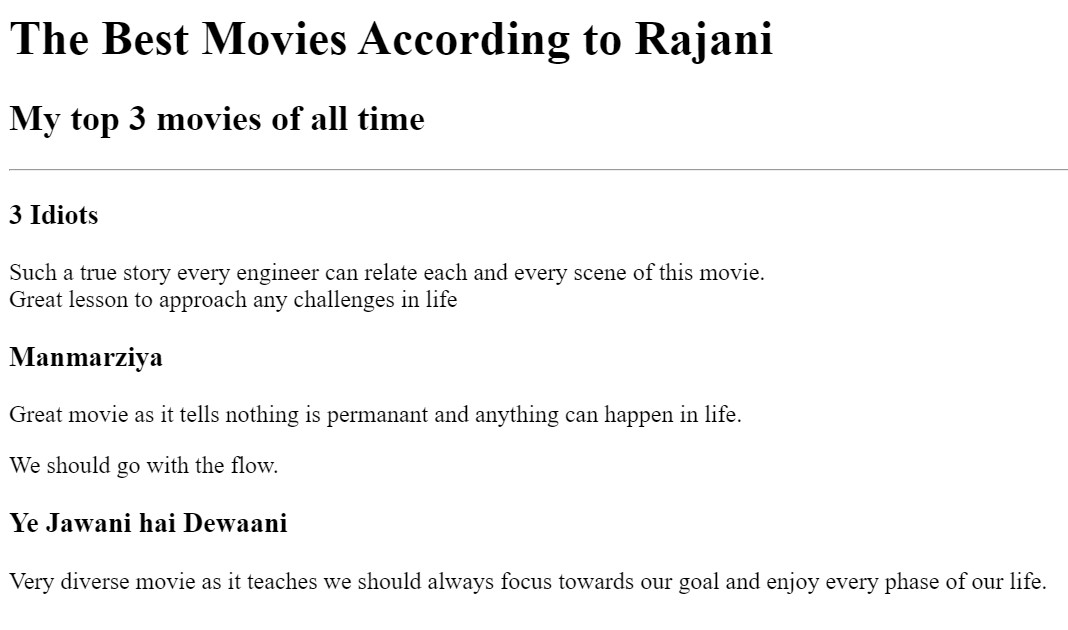 The Best Movies According to Rajani
My top 3 movies of all time
3 Idiots
Such a true story every engineer can relate each and every scene of this movie.
Great lesson to approach any challenges in life
Manmarziya
Great movie as it tells nothing is permanant and anything can happen in life.
We should go with the flow.
Ye Jawani hai Dewaani
Very diverse movie as it teaches we should always focus towards our goal and enjoy every phase of our life.